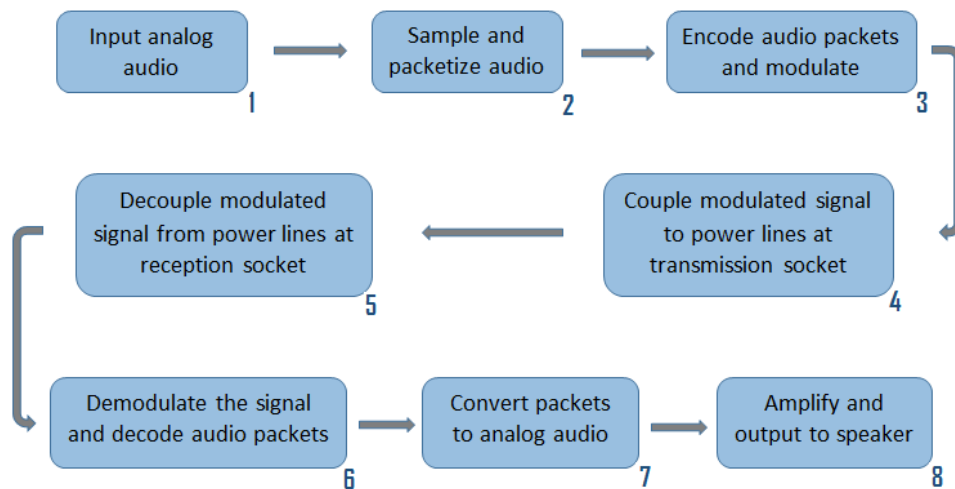 Input analog
audio
1
Sample and
packetize audio
2
Encode audio packets
and modulate
3
Couple modulated signal
to power lines at
transmission socket
4
Decouple modulated
signal from power lines at
reception socket
5
Demodulate the signal
and decode audio packets
6
Convert packets
to analog audio
7
Amplify and
output to speaker
8